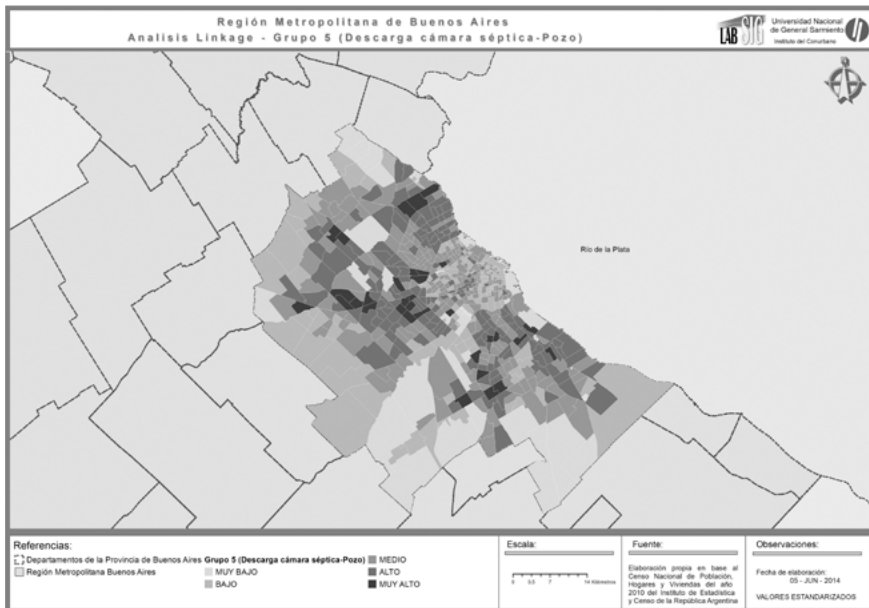 Región Metropolitana de Buenos Aires
Analisis Linkage - Grupo 5 (Descarga cámara séptica-Pozo)
LAB SIG
Universidad Nacional
de General Sarmiento
Instituto del Conurbano
Río de la Plata
Referencias:
Departamentos de la Provincia de Buenos Aires
Región Metropolitana Buenos Aires
Grupo 5 (Descarga cámara séptica-Pozo)
MUY BAJO
BAJO
MEDIO
ALTO
MUY ALTO
Escala:
0 3,5 7 14 Kilómetros
Fuente:
Elaboración propia en base al
Censo Nacional de Población,
Hogares y Viviendas del año
2010 del Instituto de Estadística
y Censo de la República Argentina
Observaciones:
Fecha de elaboración:
05 - JUN - 2014
VALORES ESTANDARIZADOS